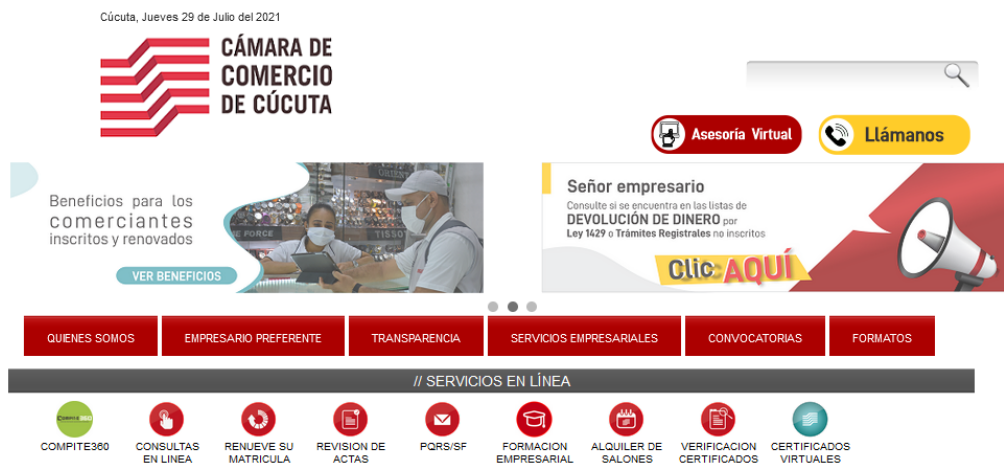 Cúcuta, Jueves 29 de Julio del 2021
CÁMARA DE
COMERCIO
DE CÚCUTA
Asesoría Virtual
Llámanos
Beneficios para los
comerciantes
inscritos y renovados
VER BENEFICIOS
ORIENT
CE FORCE
TISSOT
Señor empresario
Consulte si se encuentra en las listas de
DEVOLUCIÓN DE DINERO por
Ley 1429 o Trámites Registrales no inscritos
Clic AQUÍ
QUIENES SOMOS
EMPRESARIO PREFERENTE
TRANSPARENCIA
SERVICIOS EMPRESARIALES
CONVOCATORIAS
FORMATOS
// SERVICIOS EN LÍNEA
COMPITE360
CONSULTAS
EN LINEA
RENUEVE SU
MATRICULA
REVISION DE
ACTAS
PQRS/SF
FORMACION
EMPRESARIAL
ALQUILER DE
SALONES
VERIFICACION
CERTIFICADOS
CERTIFICADOS
VIRTUALES